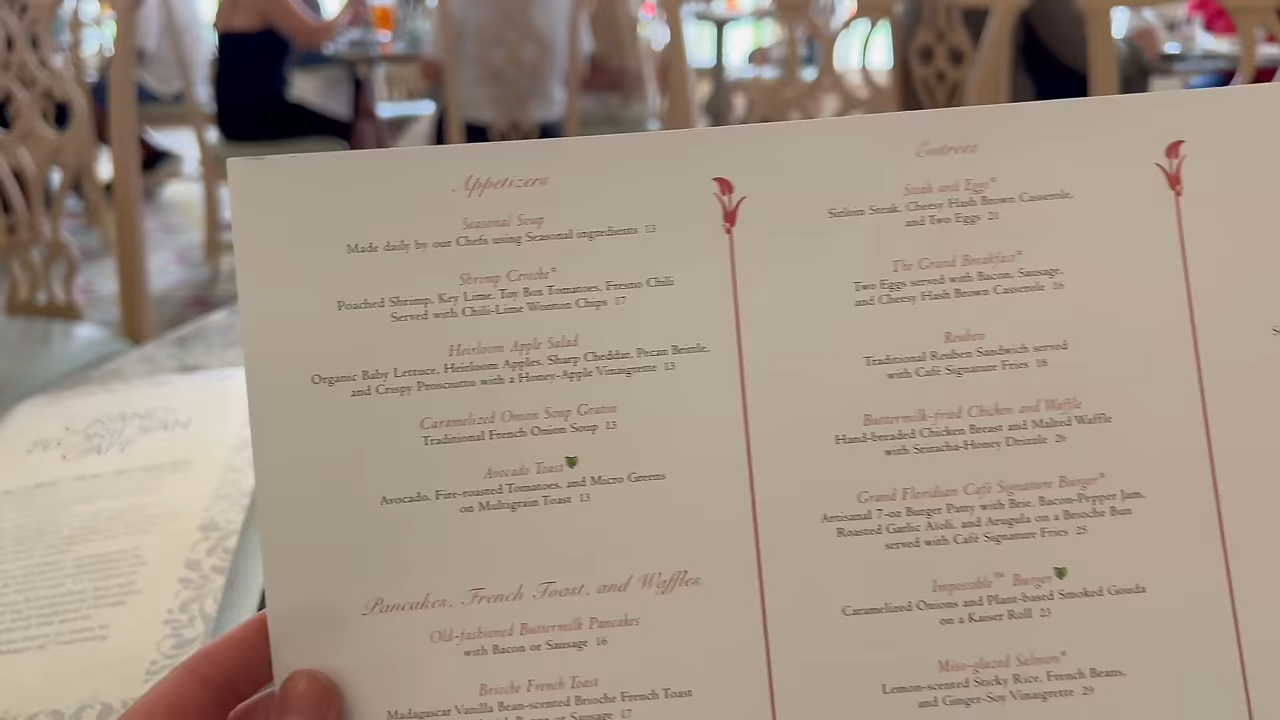 Appetizers
Seasonal Soup
Made daily by our Chefs using Seasonal ingredients 13
Shrimp Ceviche*
Poached Shrimp, Key Lime, Toy Box Tomatoes, Fresno Chili
Served with Chili-Lime Wonton Chips 17
Heirloom Apple Salad
Organic Baby Lettuce, Heirloom Apples, Sharp Cheddar, Pecan Brittle,
and Crispy Prosciutto with a Honey-Apple Vinaigrette 13
Caramelized Onion Soup Gratin
Traditional French Onion Soup 13
Avocado Toast
Avocado, Fire-roasted Tomatoes, and Micro Greens
on Multigrain Toast 13
Pancakes, French Toast, and Waffles
Old-fashioned Buttermilk Pancakes
with Bacon or Sausage 16
Brioche French Toast
Madagascar Vanilla Bean-scented Brioche French Toast
Bacon or Sausage 17
Entrees
Steak and Eggs*
Sirloin Steak, Cheesy Hash Brown Casserole,
and Two Eggs 21
The Grand Breakfast*
Two Eggs served with Bacon, Sausage,
and Cheesy Hash Brown Casserole 16
Reuben
Traditional Reuben Sandwich served
with Café Signature Fries 18
Buttermilk-fried Chicken and Waffle
Hand-breaded Chicken Breast and Malted Waffle
with Sriracha-Honey Drizzle 26
Grand Floridian Café Signature Burger*
Artisanal 7-oz Burger Patty with Brie, Bacon-Pepper Jam,
Roasted Garlic Aïoli, and Arugula on a Brioche Bun
served with Café Signature Fries 25
Impossible™ Burger
Caramelized Onions and Plant-based Smoked Gouda
on a Kaiser Roll 23
Miso-glazed Salmon*
Lemon-scented Sticky Rice, French Beans,
and Ginger-Soy Vinaigrette 29